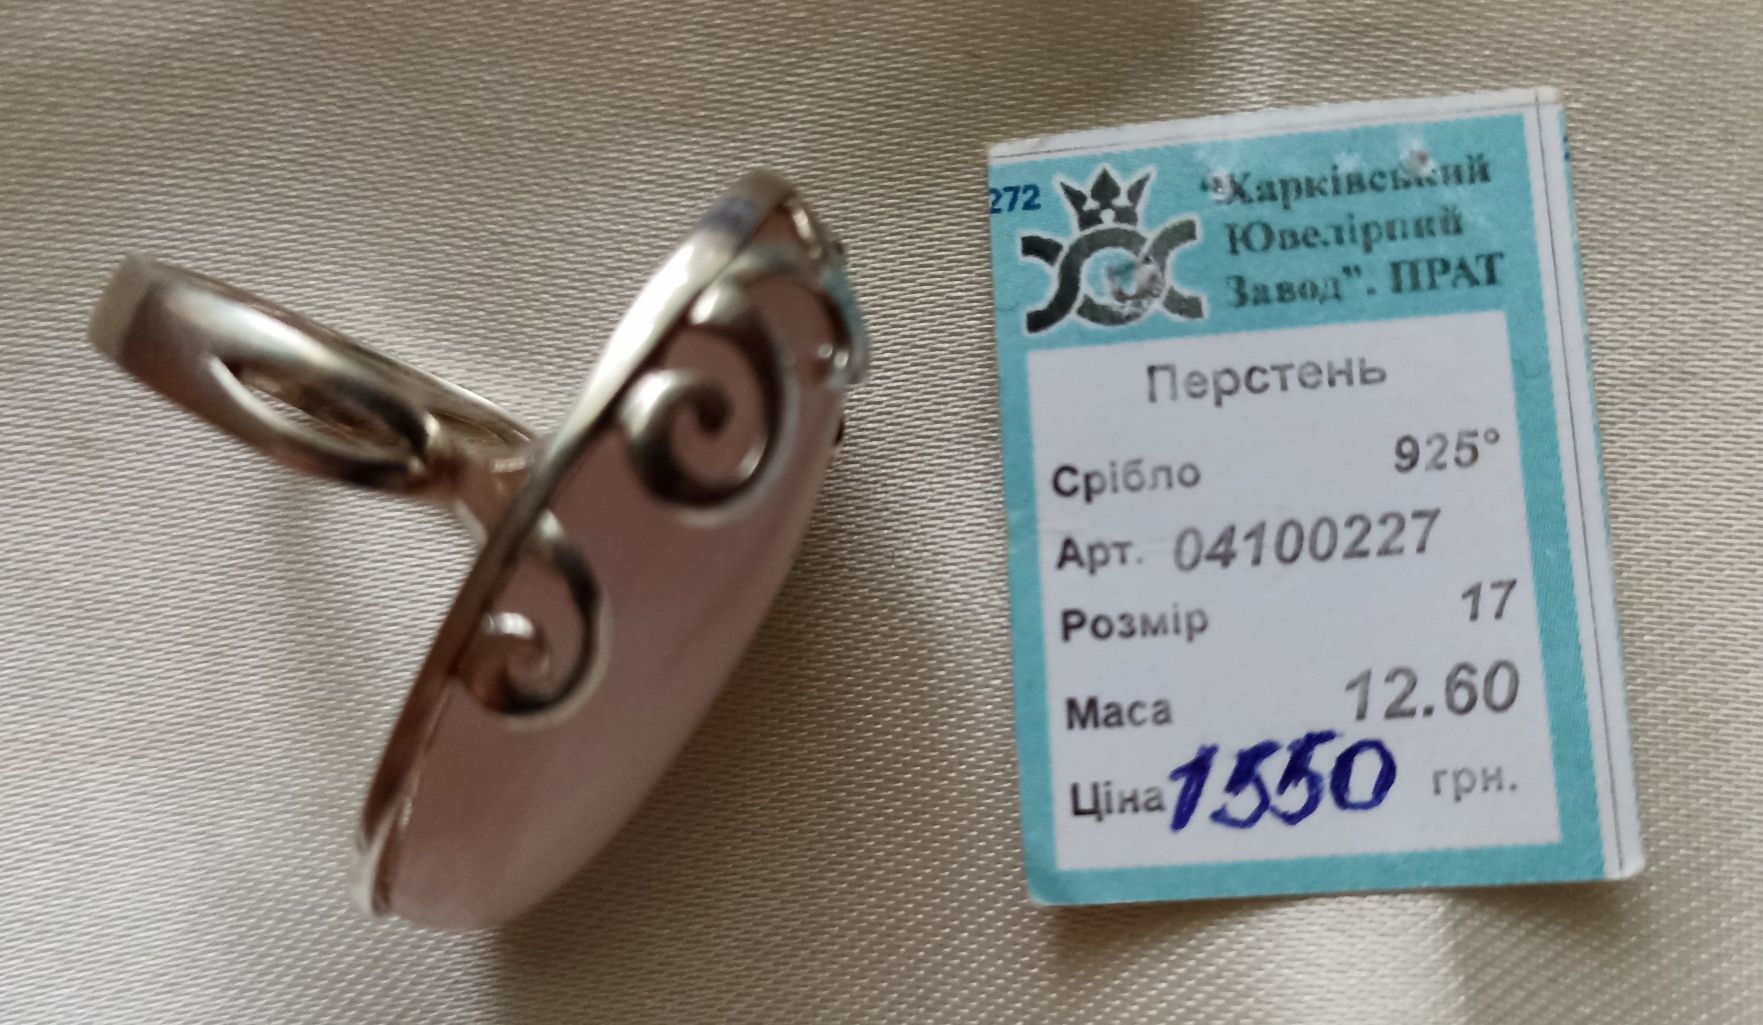 272
"Харківський
Ювелірний
Завод". ПРАТ
Перстень
Срібло 925°
Арт. 04100227
Розмір 17
Маса 12.60
Ціна 1550 грн.